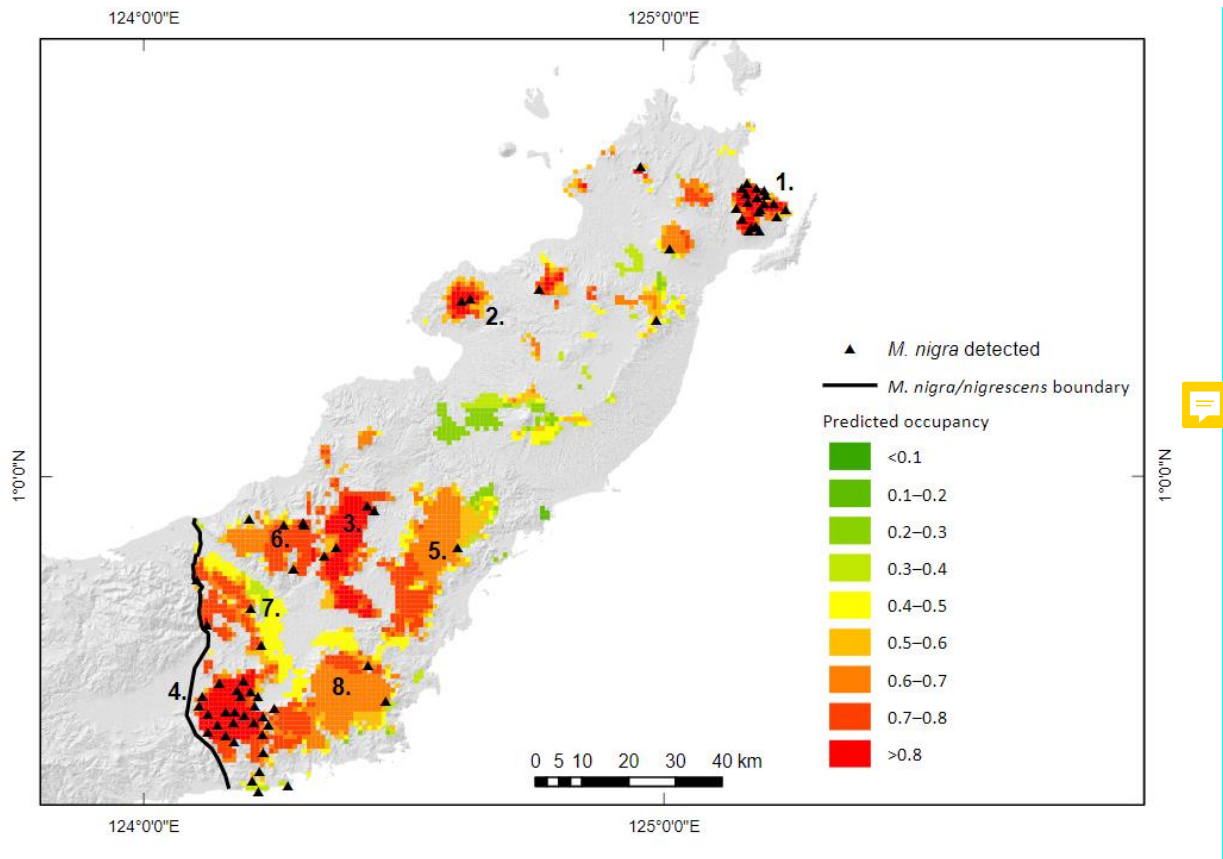 124°0'0"E 125°0'0"E
1.
2.
M. nigra detected
M. nigra/nigrescens boundary
Predicted occupancy
<0.1
1°0'0"N 1°0'0"N
0.1–0.2
3.
0.2–0.3
6.
5.
0.3–0.4
7.
0.4–0.5
0.5–0.6
4.
8.
0.6–0.7
0.7–0.8
>0.8
0 5 10 20 30 40 km
124°0'0"E 125°0'0"E